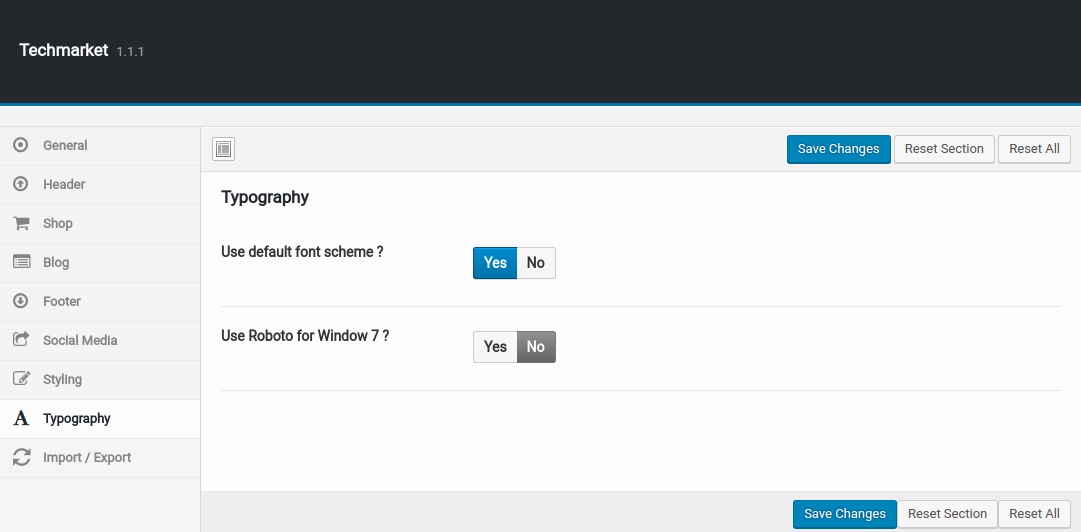 Techmarket 1.1.1
General
Header
Shop
Blog
Footer
Social Media
Styling
Typography
Import / Export
Save Changes Reset Section Reset All
Typography
Use default font scheme ? Yes No
Use Roboto for Window 7 ? Yes No
Save Changes Reset Section Reset All